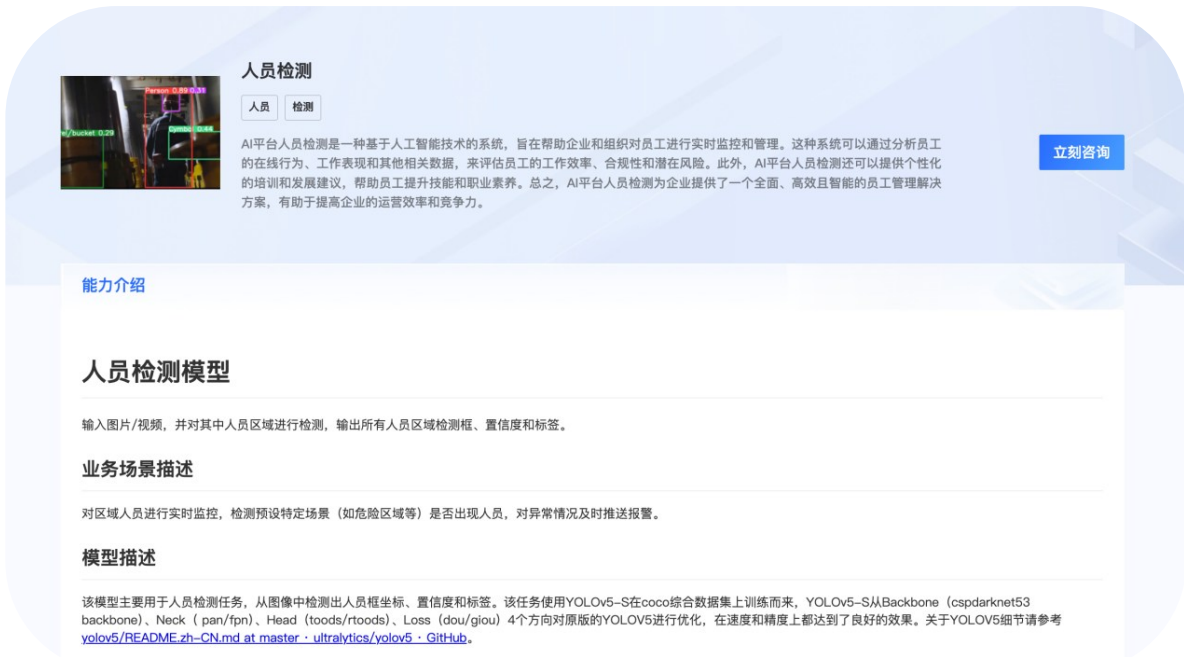 人员检测
人员 检测
Person 0.89 0.31
er/bucket 0.29
Cymbol 0.44
AI平台人员检测是一种基于人工智能技术的系统，旨在帮助企业和组织对员工进行实时监控和管理。这种系统可以通过分析员工
的在线行为、工作表现和其他相关数据，来评估员工的工作效率、合规性和潜在风险。此外，AI平台人员检测还可以提供个性化
的培训和发展建议，帮助员工提升技能和职业素养。总之，AI平台人员检测为企业提供了一个全面、高效且智能的员工管理解决
方案，有助于提高企业的运营效率和竞争力。
立刻咨询
能力介绍
人员检测模型
输入图片/视频，并对其中人员区域进行检测，输出所有人员区域检测框、置信度和标签。
业务场景描述
对区域人员进行实时监控，检测预设特定场景（如危险区域等）是否出现人员，对异常情况及时推送报警。
模型描述
该模型主要用于人员检测任务，从图像中检测出人员框坐标、置信度和标签。该任务使用YOLOv5-S在coco综合数据集上训练而来，YOLOv5-S从Backbone（cspdarknet53
backbone）、Neck（ pan/fpn）、Head（toods/rtoods）、Loss（dou/giou）4个方向对原版的YOLOV5进行优化，在速度和精度上都达到了良好的效果。关于YOLOV5细节请参考
yolov5/README.zh-CN.md at master · ultralytics/yolov5 · GitHub。